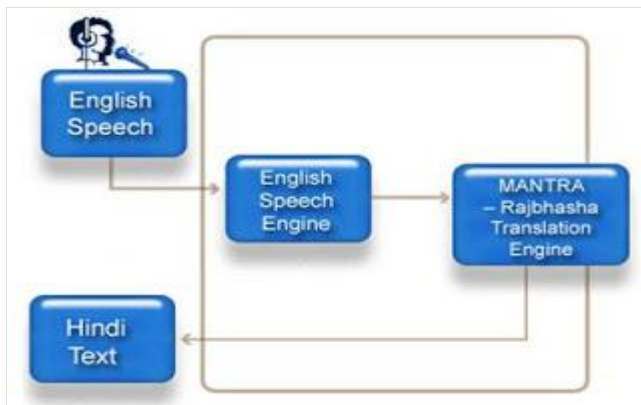 English
Speech
English
Speech
Engine
MANTRA
– Rajbhasha
Translation
Engine
Hindi
Text